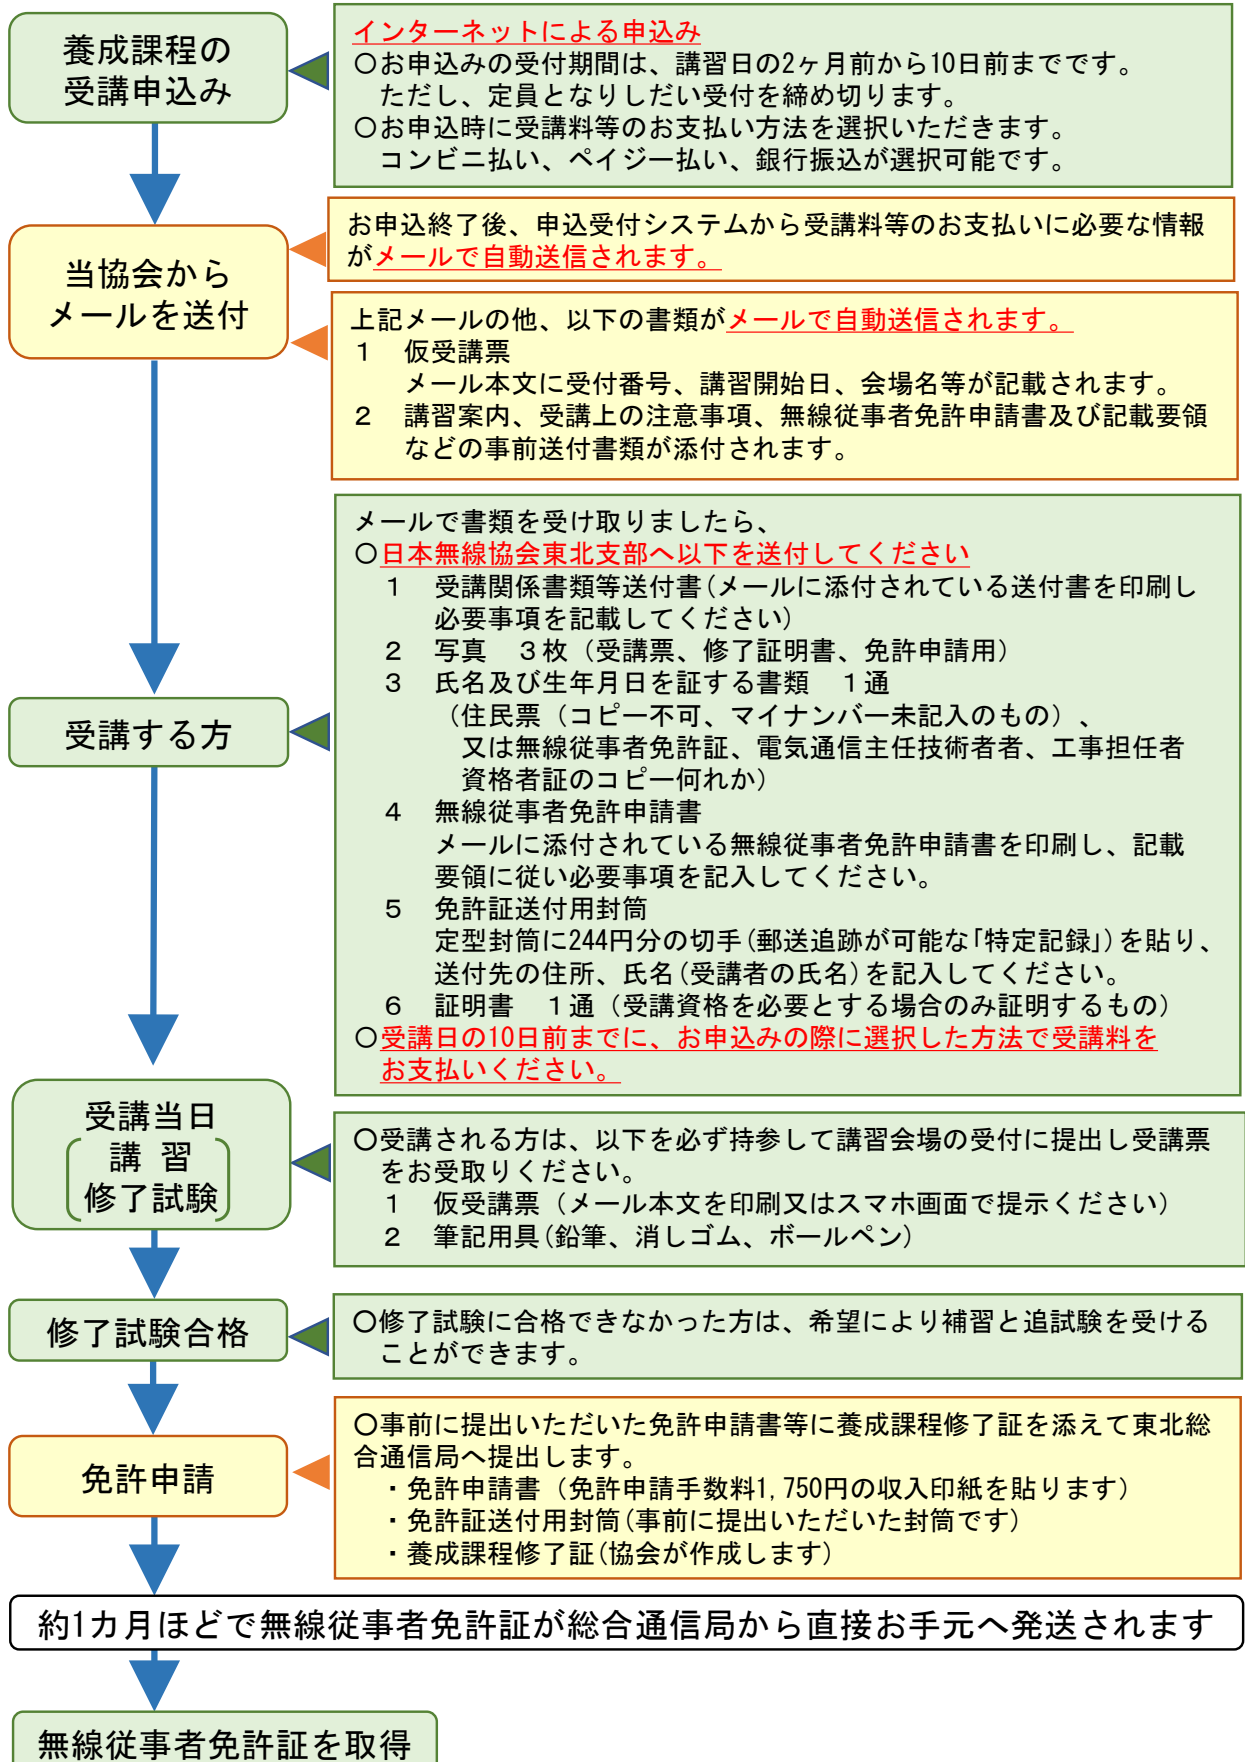 養成課程の
受講申込み
インターネットによる申込み
○お申込みの受付期間は、講習日の2ヶ月前から10日前までです。
ただし、定員となりしだい受付を締め切ります。
○お申込時に受講料等のお支払い方法を選択いただきます。
コンビニ払い、ペイジー払い、銀行振込が選択可能です。
当協会から
メールを送付
お申込終了後、申込受付システムから受講料等のお支払いに必要な情報
がメールで自動送信されます。
上記メールの他、以下の書類がメールで自動送信されます。
１　仮受講票
メール本文に受付番号、講習開始日、会場名等が記載されます。
２　講習案内、受講上の注意事項、無線従事者免許申請書及び記載要領
などの事前送付書類が添付されます。
受講する方
メールで書類を受け取りましたら、
○日本無線協会東北支部へ以下を送付してください
１　受講関係書類等送付書(メールに添付されている送付書を印刷し
必要事項を記載してください)
２　写真　３枚（受講票、修了証明書、免許申請用）
３　氏名及び生年月日を証する書類　１通
（住民票（コピー不可、マイナンバー未記入のもの）、
又は無線従事者免許証、電気通信主任技術者者、工事担任者
資格者証のコピー何れか）
４　無線従事者免許申請書
メールに添付されている無線従事者免許申請書を印刷し、記載
要領に従い必要事項を記入してください。
５　免許証送付用封筒
定型封筒に244円分の切手(郵送追跡が可能な｢特定記録｣)を貼り、
送付先の住所、氏名(受講者の氏名)を記入してください。
６　証明書　１通（受講資格を必要とする場合のみ証明するもの）
○受講日の10日前までに、お申込みの際に選択した方法で受講料を
お支払いください。
受講当日
講 習
修了試験
○受講される方は、以下を必ず持参して講習会場の受付に提出し受講票
をお受取りください。
１　仮受講票（メール本文を印刷又はスマホ画面で提示ください）
２　筆記用具(鉛筆、消しゴム、ボールペン)
修了試験合格
○修了試験に合格できなかった方は、希望により補習と追試験を受ける
ことができます。
免許申請
○事前に提出いただいた免許申請書等に養成課程修了証を添えて東北総
合通信局へ提出します。
・免許申請書（免許申請手数料1,750円の収入印紙を貼ります）
・免許証送付用封筒(事前に提出いただいた封筒です)
・養成課程修了証(協会が作成します)
約1カ月ほどで無線従事者免許証が総合通信局から直接お手元へ発送されます
無線従事者免許証を取得